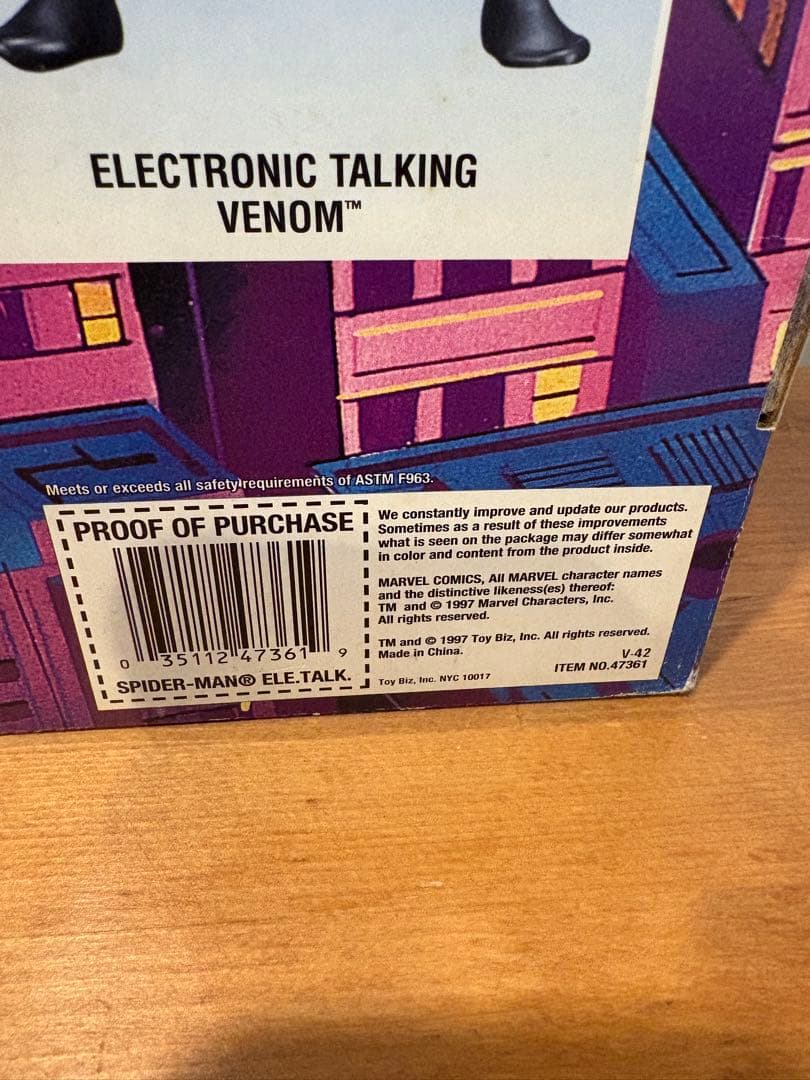 ELECTRONIC TALKING
VENOM™
Meets or exceeds all safety requirements of ASTM F963.
PROOF OF PURCHASE
0 35112 47361 9
SPIDER-MAN® ELE.TALK.
We constantly improve and update our products.
Sometimes as a result of these improvements
what is seen on the package may differ somewhat
in color and content from the product inside.
MARVEL COMICS, All MARVEL character names
and the distinctive likeness(es) thereof:
TM and © 1997 Marvel Characters, Inc.
All rights reserved.
TM and © 1997 Toy Biz, Inc. All rights reserved.
Made in China.
V-42
ITEM NO.47361
Toy Biz, Inc. NYC 10017